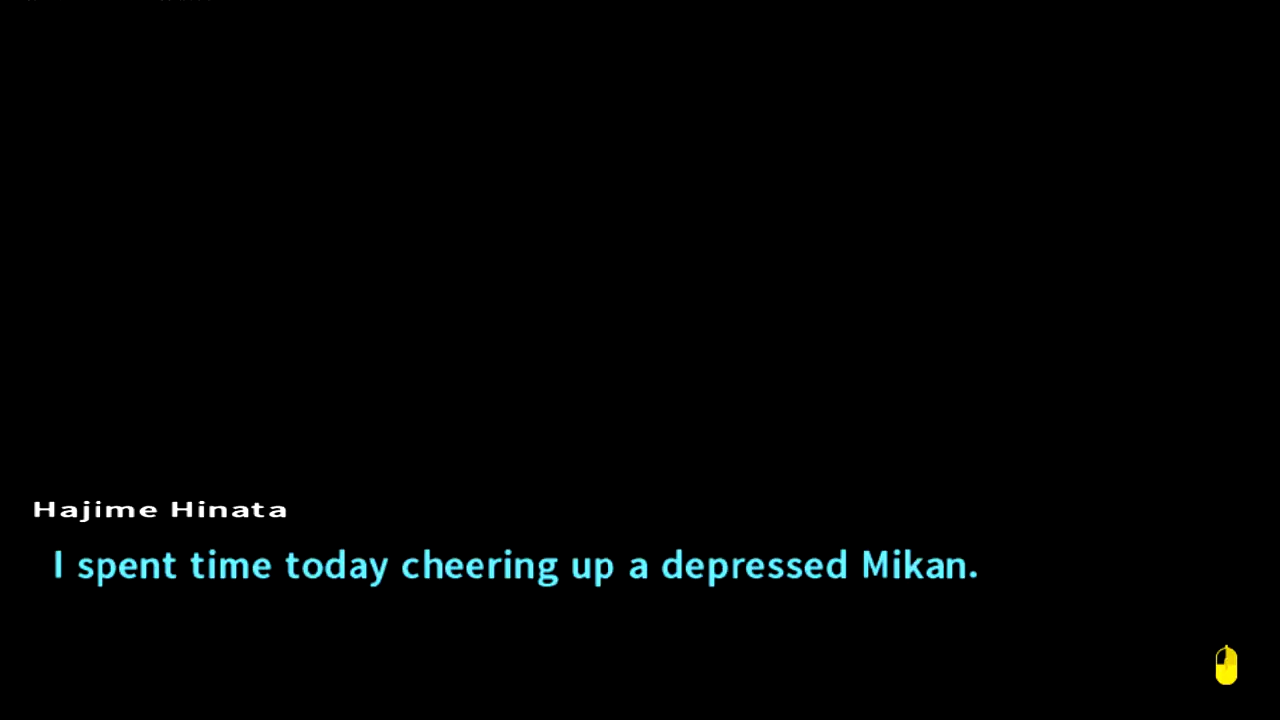 Hajime Hinata
I spent time today cheering up a depressed Mikan.